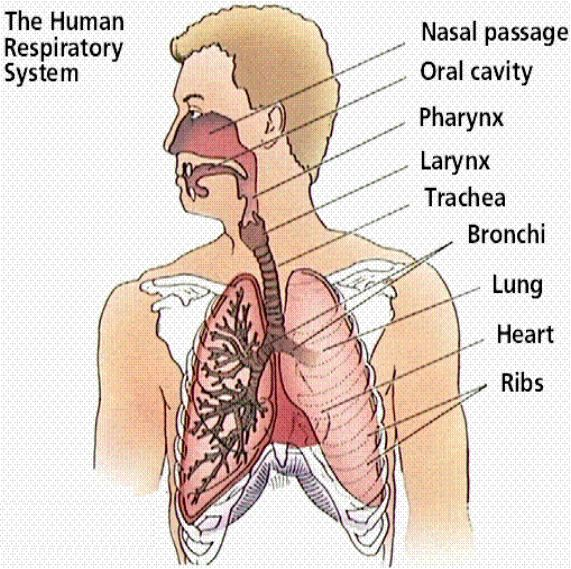 The Human
Respiratory
System
Nasal passage
Oral cavity
Pharynx
Larynx
Trachea
Bronchi
Lung
Heart
Ribs